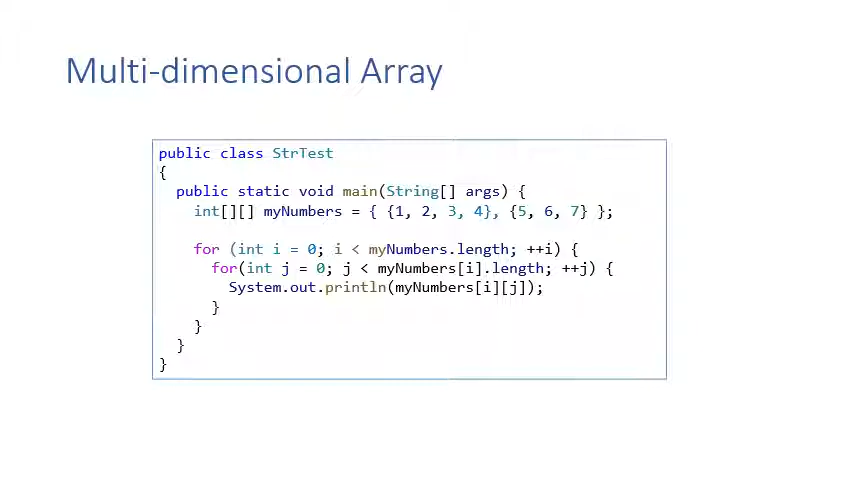 Multi-dimensional Array
public class StrTest
{
  public static void main(String[] args) {
    int[][] myNumbers = { {1, 2, 3, 4}, {5, 6, 7} };

    for (int i = 0; i < myNumbers.length; ++i) {
      for(int j = 0; j < myNumbers[i].length; ++j) {
        System.out.println(myNumbers[i][j]);
      }
    }
  }
}